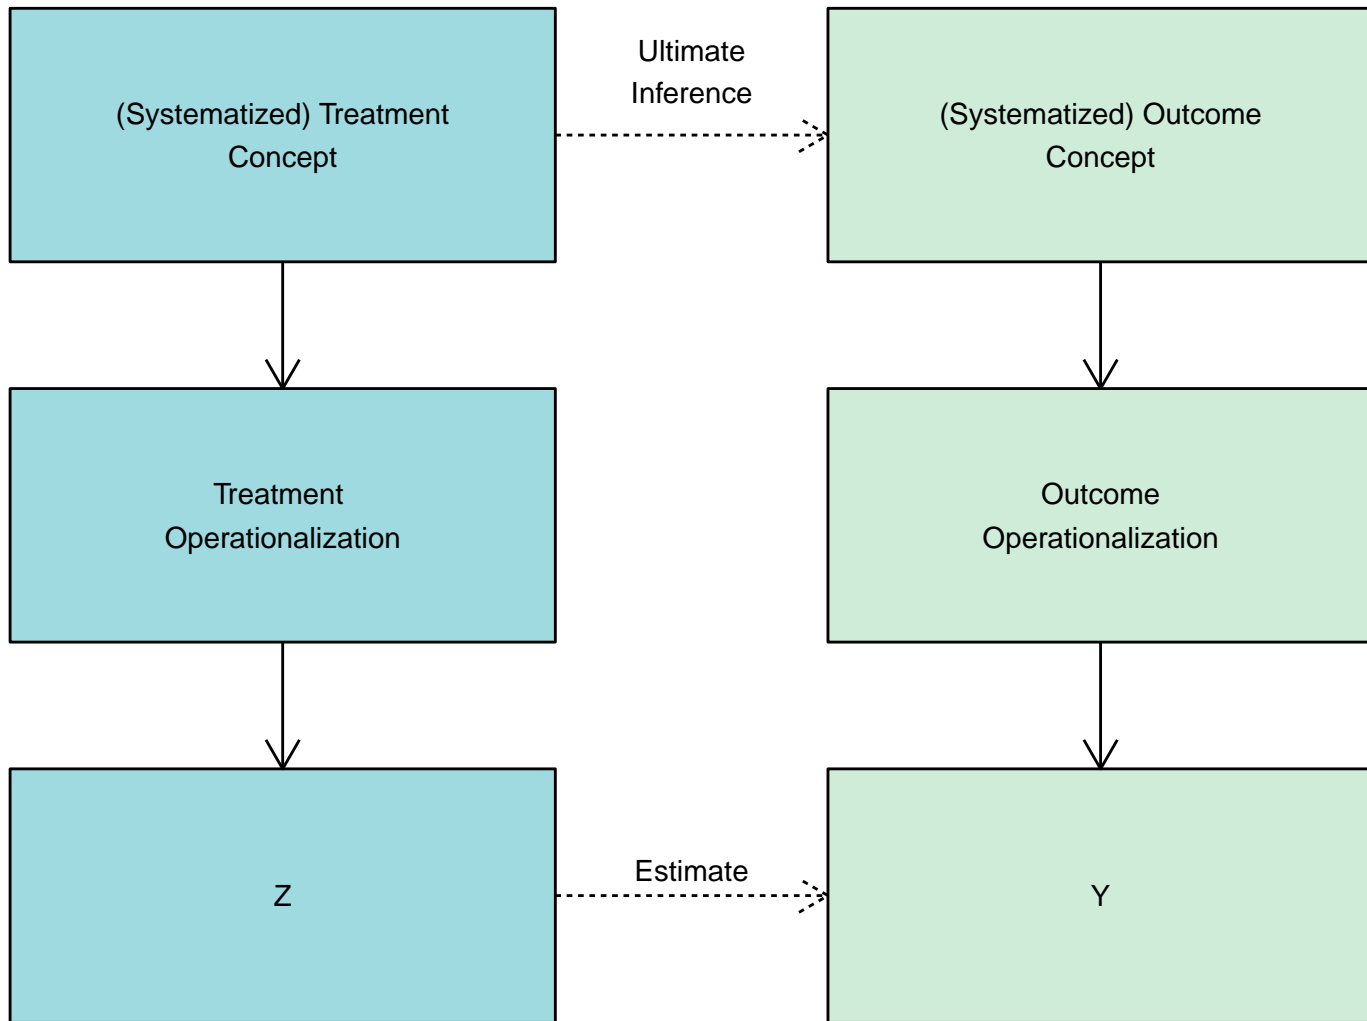 (Systematized) Treatment
Concept
Ultimate
Inference
(Systematized) Outcome
Concept
Treatment
Operationalization
Outcome
Operationalization
Z
Estimate
Y